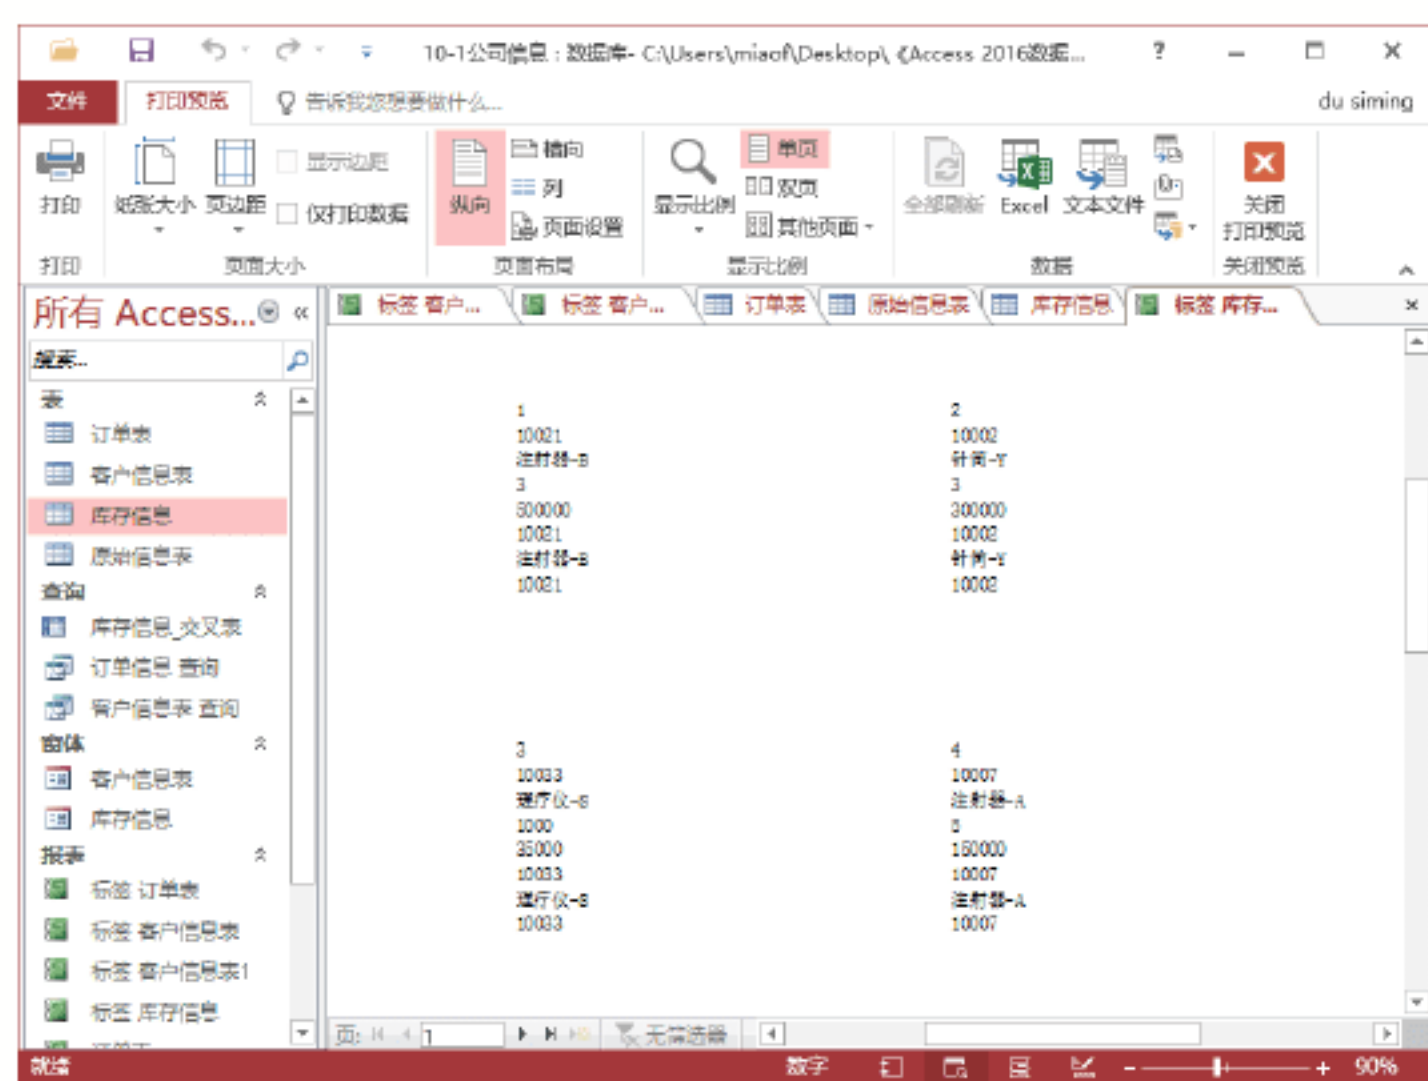 10-1公司信息 : 数据库- C:\Users\miaof\Desktop\《Access 2016数据... ?
文件 打印预览 告诉我您想要做什么... du siming
打印 纸张大小 页边距 显示边距 仅打印数据 纵向 横向 列 页面设置 显示比例 单页 双页 其他页面 全部刷新 Excel 文本文件 关闭 打印预览
打印 页面大小 页面布局 显示比例 数据 关闭预览
所有 Access... «
标签 客户... 标签 客户... 订单表 原始信息表 库存信息 标签 库存...
搜索...
表
订单表
客户信息表
库存信息
原始信息表
查询
库存信息_交叉表
订单信息 查询
客户信息表 查询
窗体
客户信息表
库存信息
报表
标签 订单表
标签 客户信息表
标签 客户信息表1
标签 库存信息
1
10021
注射器-B
3
500000
10021
注射器-B
10021
2
10002
针筒-Y
3
300000
10002
针筒-Y
10002
3
10033
理疗仪-S
1000
35000
10033
理疗仪-S
10033
4
10007
注射器-A
5
150000
10007
注射器-A
10007
页: 1 无筛选器
就绪 数字 90%